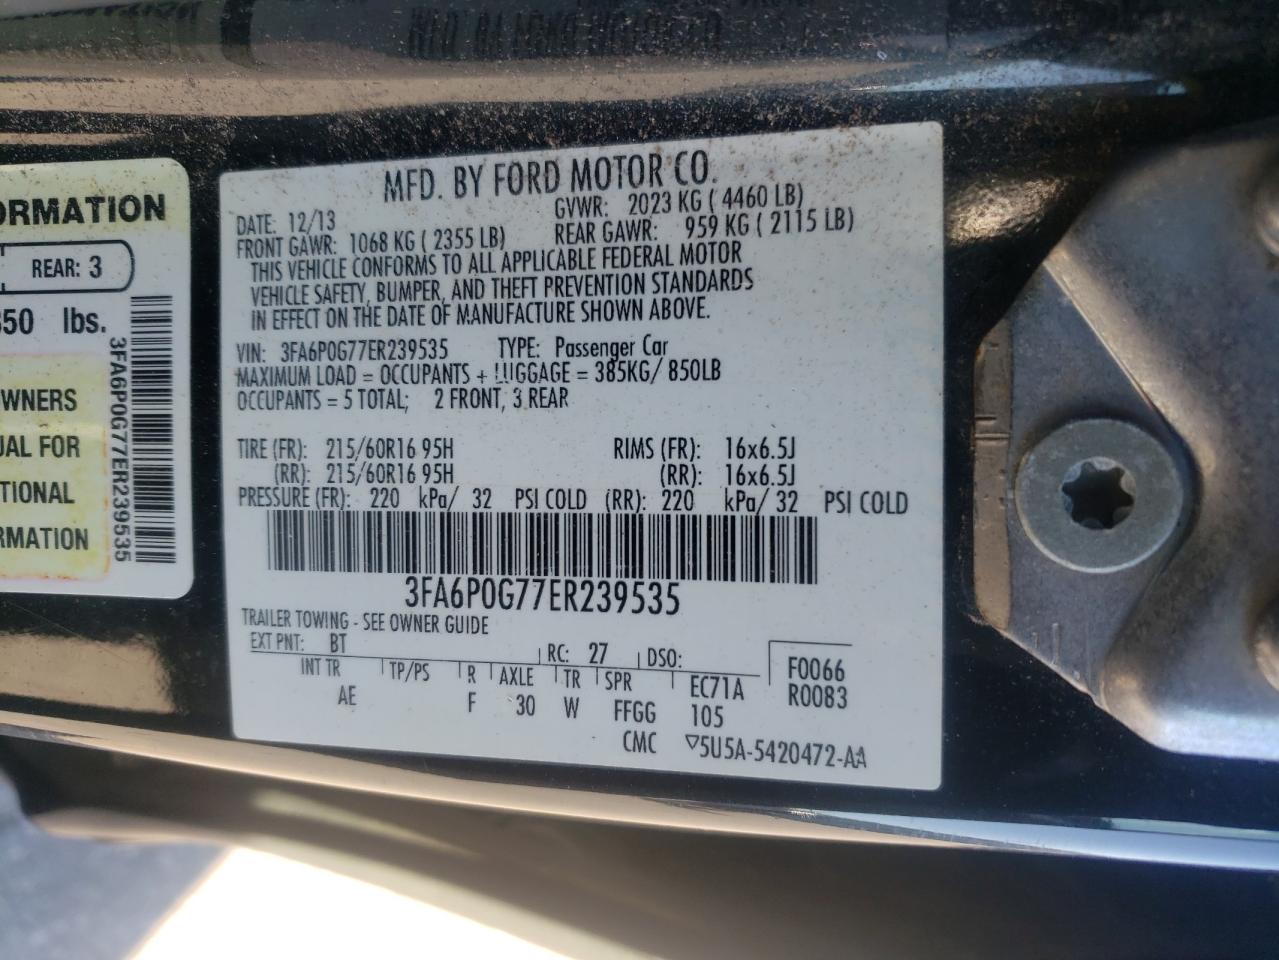 ORMATION
REAR: 3
850 lbs.
3FA6P0G77ER239535
WNERS
UAL FOR
ITIONAL
RMATION
MFD. BY FORD MOTOR CO.
DATE: 12/13 GVWR: 2023 KG ( 4460 LB)
FRONT GAWR: 1068 KG ( 2355 LB) REAR GAWR: 959 KG ( 2115 LB)
THIS VEHICLE CONFORMS TO ALL APPLICABLE FEDERAL MOTOR
VEHICLE SAFETY, BUMPER, AND THEFT PREVENTION STANDARDS
IN EFFECT ON THE DATE OF MANUFACTURE SHOWN ABOVE.
VIN: 3FA6P0G77ER239535 TYPE: Passenger Car
MAXIMUM LOAD = OCCUPANTS + LUGGAGE = 385KG/ 850LB
OCCUPANTS = 5 TOTAL; 2 FRONT, 3 REAR
TIRE (FR): 215/60R16 95H RIMS (FR): 16x6.5J
(RR): 215/60R16 95H (RR): 16x6.5J
PRESSURE (FR): 220 kPa/ 32 PSI COLD (RR): 220 kPa/ 32 PSI COLD
3FA6P0G77ER239535
TRAILER TOWING - SEE OWNER GUIDE
EXT PNT: BT RC: 27 DSO: F0066
INT TR TP/PS R AXLE TR SPR EC71A R0083
AE F 30 W FFGG 105
CMC ▽5U5A-5420472-AA